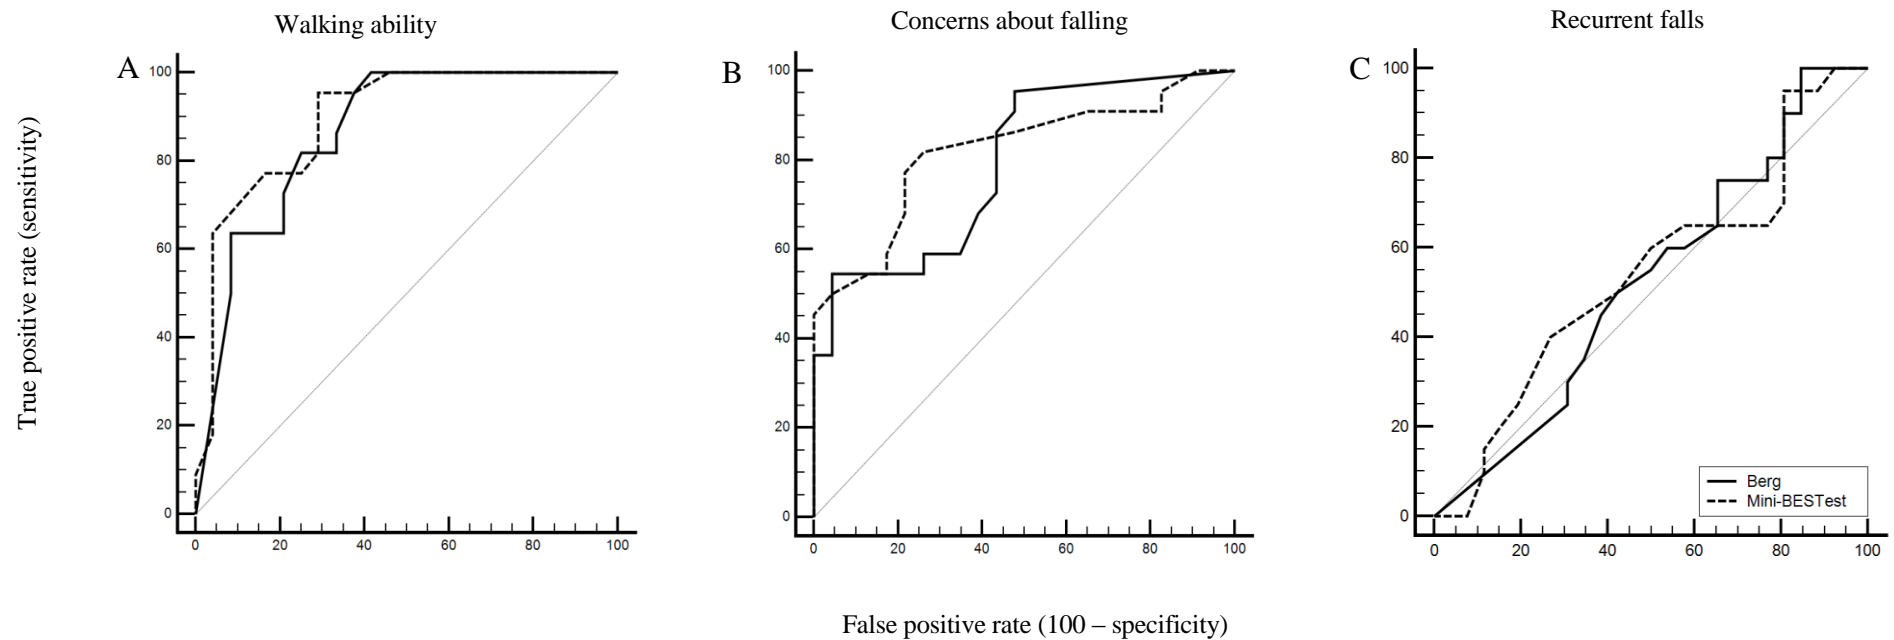 Walking ability
Concerns about falling
Recurrent falls
True positive rate (sensitivity)
A
100
80
60
40
20
0
0 20 40 60 80 100
B
100
80
60
40
20
0
0 20 40 60 80 100
C
100
80
60
40
20
0
0 20 40 60 80 100
Berg
Mini-BESTest
False positive rate (100 – specificity)